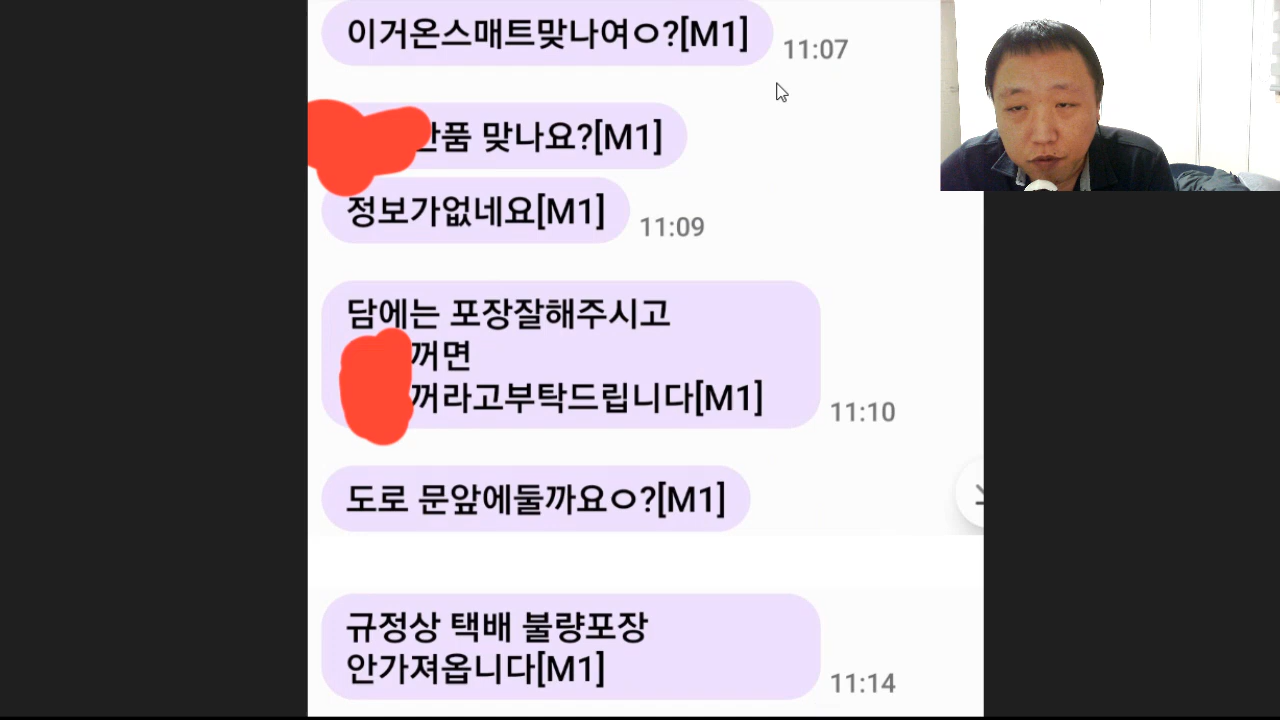 이거온스매트맞나여ㅇ?[M1]
11:07
맞나요?[M1]
정보가없네요[M1]
11:09
담에는 포장잘해주시고
꺼면
꺼라고부탁드립니다[M1]
11:10
도로 문앞에둘까요ㅇ?[M1]
규정상 택배 불량포장
안가져옵니다[M1]
11:14